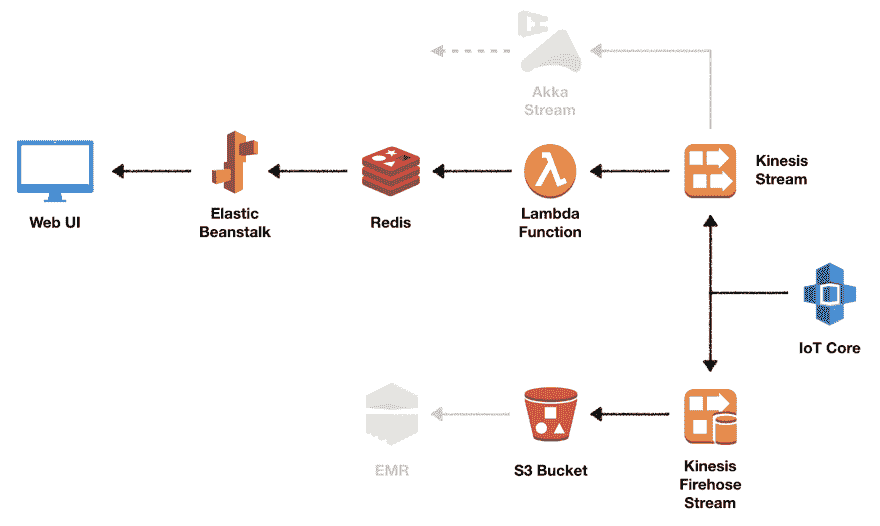 Akka
Stream
Web UI
Elastic
Beanstalk
Redis
λ
Lambda
Function
Kinesis
Stream
IoT Core
EMR
S3 Bucket
Kinesis
Firehose
Stream